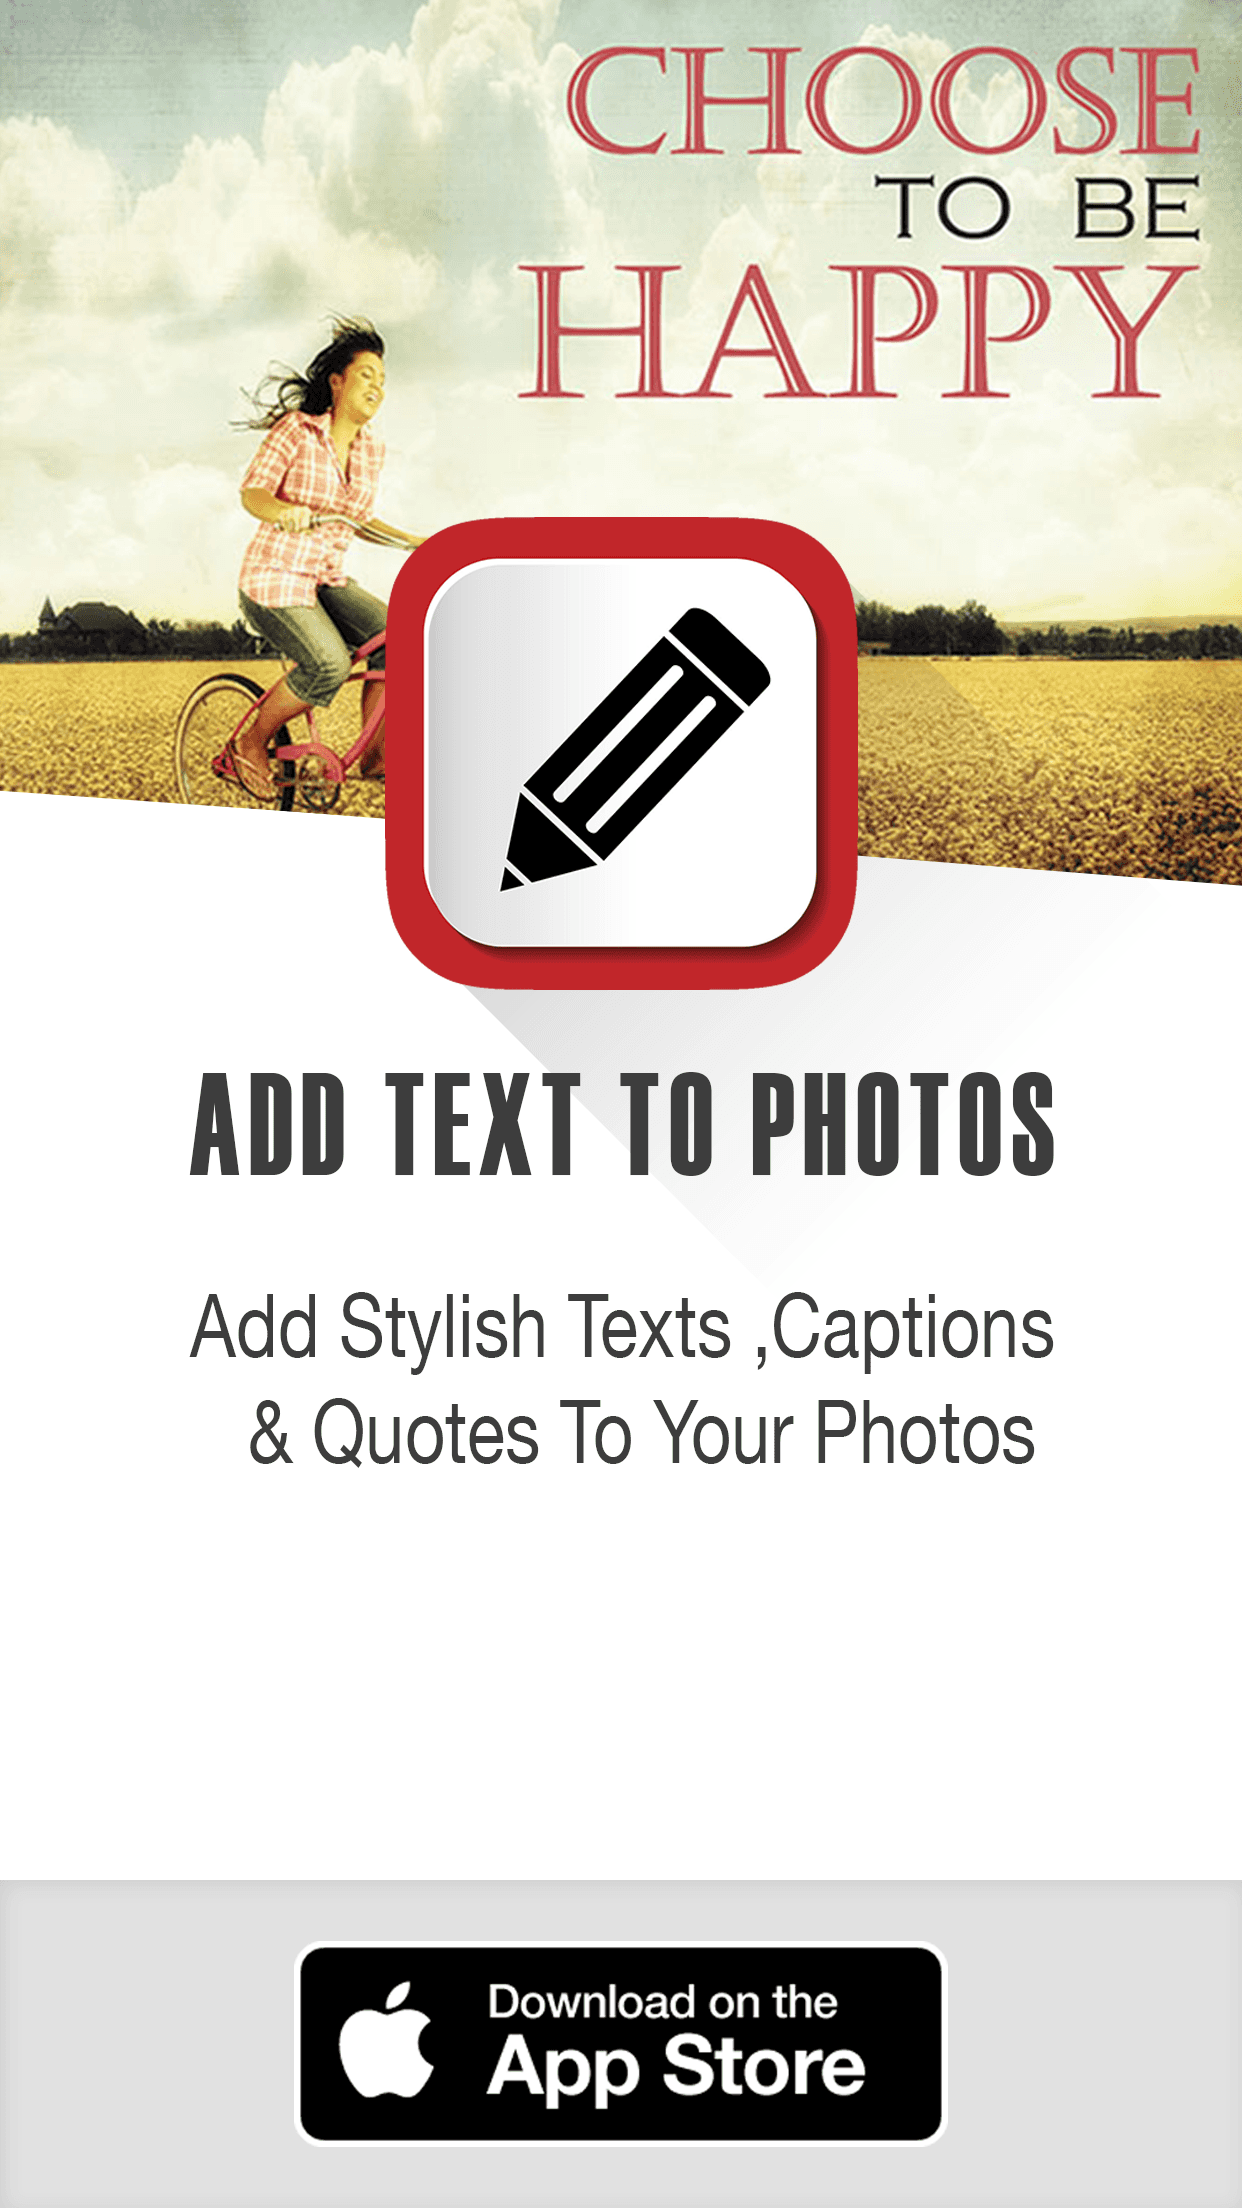 CHOOSE
TO BE
HAPPY
ADD TEXT TO PHOTOS
Add Stylish Texts ,Captions
& Quotes To Your Photos
Download on the
App Store